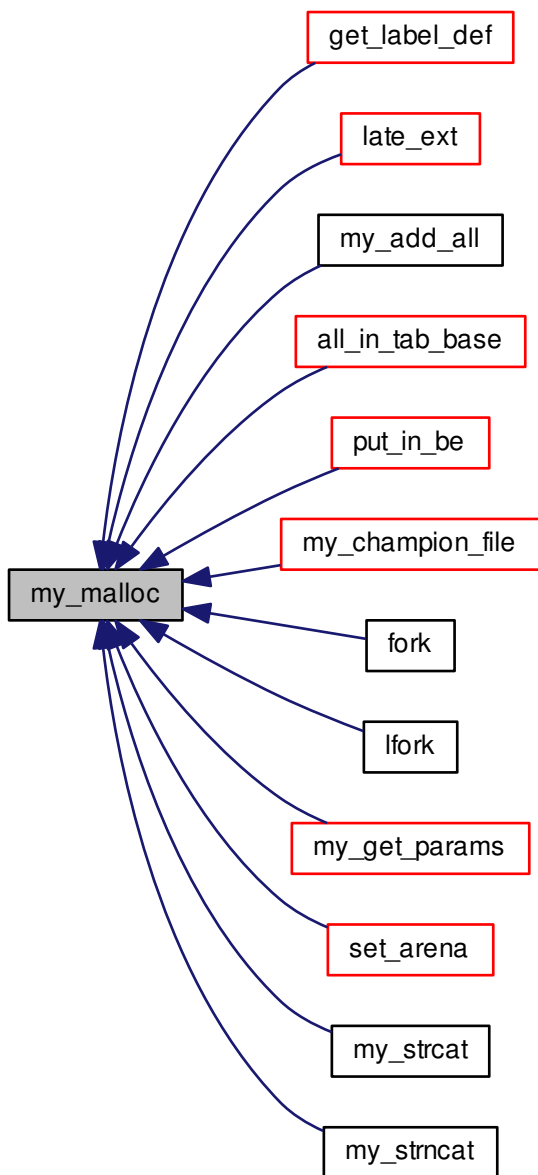 get_label_def
late_ext
my_add_all
all_in_tab_base
put_in_be
my_champion_file
my_malloc
fork
lfork
my_get_params
set_arena
my_strcat
my_strncat